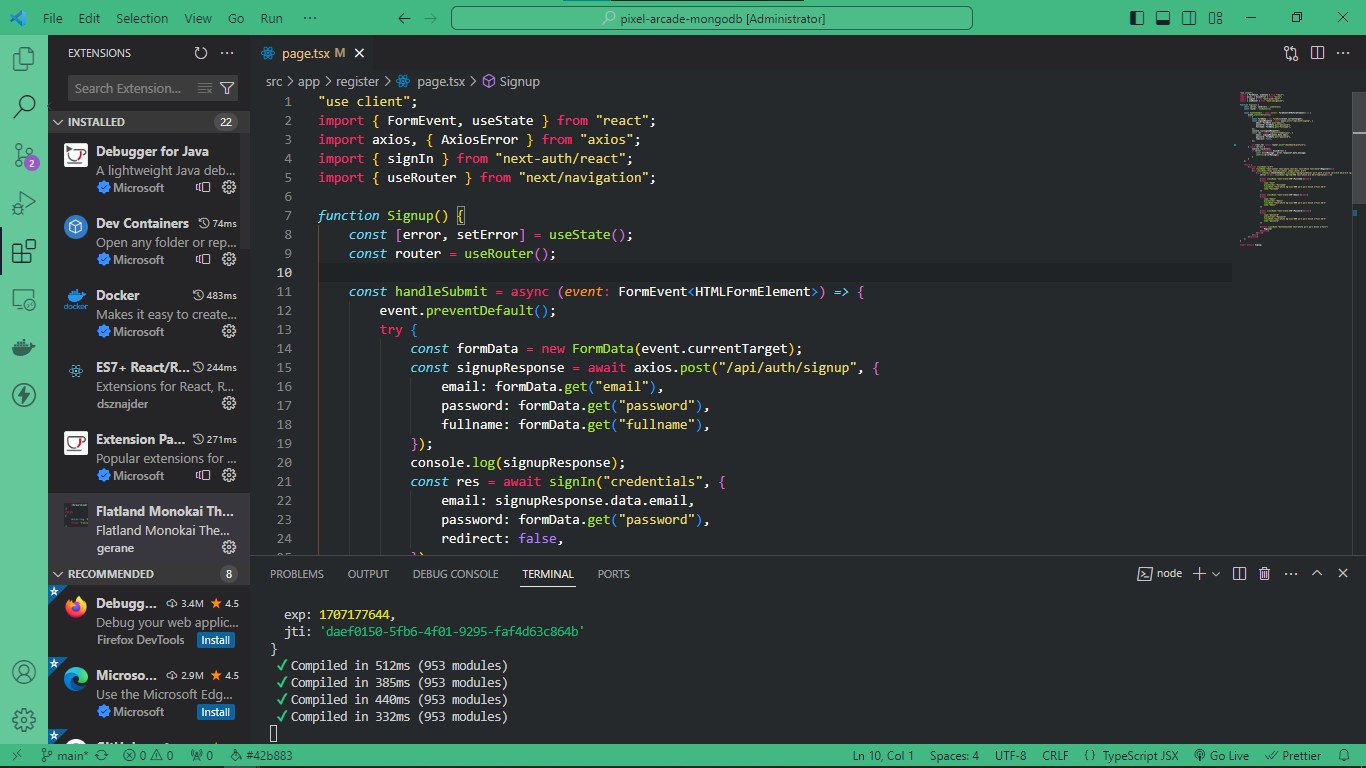 File Edit Selection View Go Run ··· pixel-arcade-mongodb [Administrator]
EXTENSIONS
Search Extension...
INSTALLED 22
Debugger for Java
A lightweight Java deb...
Microsoft
Dev Containers 74ms
Open any folder or rep...
Microsoft
Docker 483ms
Makes it easy to create...
Microsoft
ES7+ React/R... 244ms
Extensions for React, R...
dsznajder
Extension Pa... 271ms
Popular extensions for ...
Microsoft
Flatland Monokai Th...
Flatland Monokai The...
gerane
RECOMMENDED 8
Debugg... 3.4M 4.5
Debug your web applic...
Firefox DevTools Install
Microso... 2.9M 4.5
Use the Microsoft Edg...
Microsoft Install
2
docker
page.tsx M
src > app > register > page.tsx > Signup
1 "use client";
2 import { FormEvent, useState } from "react";
3 import axios, { AxiosError } from "axios";
4 import { signIn } from "next-auth/react";
5 import { useRouter } from "next/navigation";
6
7 function Signup() {
8 const [error, setError] = useState();
9 const router = useRouter();
10
11 const handleSubmit = async (event: FormEvent<HTMLFormElement>) => {
12 event.preventDefault();
13 try {
14 const formData = new FormData(event.currentTarget);
15 const signupResponse = await axios.post("/api/auth/signup", {
16 email: formData.get("email"),
17 password: formData.get("password"),
18 fullname: formData.get("fullname"),
19 });
20 console.log(signupResponse);
21 const res = await signIn("credentials", {
22 email: signupResponse.data.email,
23 password: formData.get("password"),
24 redirect: false,
PROBLEMS OUTPUT DEBUG CONSOLE TERMINAL PORTS node
exp: 1707177644,
jti: 'daef0150-5fb6-4f01-9295-faf4d63c864b'
}
✓ Compiled in 512ms (953 modules)
✓ Compiled in 385ms (953 modules)
✓ Compiled in 440ms (953 modules)
✓ Compiled in 332ms (953 modules)
main* 0 0 0 #42b883 Ln 10, Col 1 Spaces: 4 UTF-8 CRLF {} TypeScript JSX Go Live Prettier